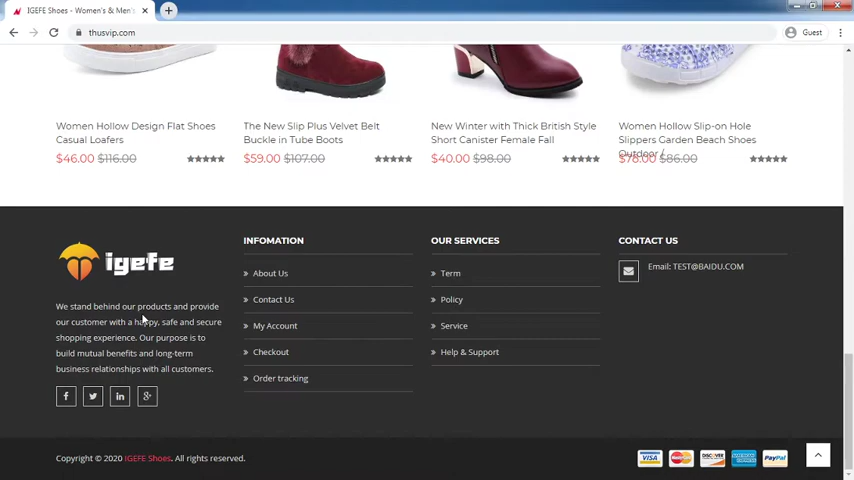 IGEFE Shoes - Women's & Men's
thusvip.com
Guest
Women Hollow Design Flat Shoes
Casual Loafers
$46.00 $116.00
The New Slip Plus Velvet Belt
Buckle in Tube Boots
$59.00 $107.00
New Winter with Thick British Style
Short Canister Female Fall
$40.00 $98.00
Women Hollow Slip-on Hole
Slippers Garden Beach Shoes
Outdoor /
$78.00 $86.00
igefe
We stand behind our products and provide
our customer with a happy, safe and secure
shopping experience. Our purpose is to
build mutual benefits and long-term
business relationships with all customers.
INFOMATION
About Us
Contact Us
My Account
Checkout
Order tracking
OUR SERVICES
Term
Policy
Service
Help & Support
CONTACT US
Email: TEST@BAIDU.COM
Copyright © 2020 IGEFE Shoes. All rights reserved.
VISA
MasterCard
DISCOVER
AMERICAN EXPRESS
PayPal